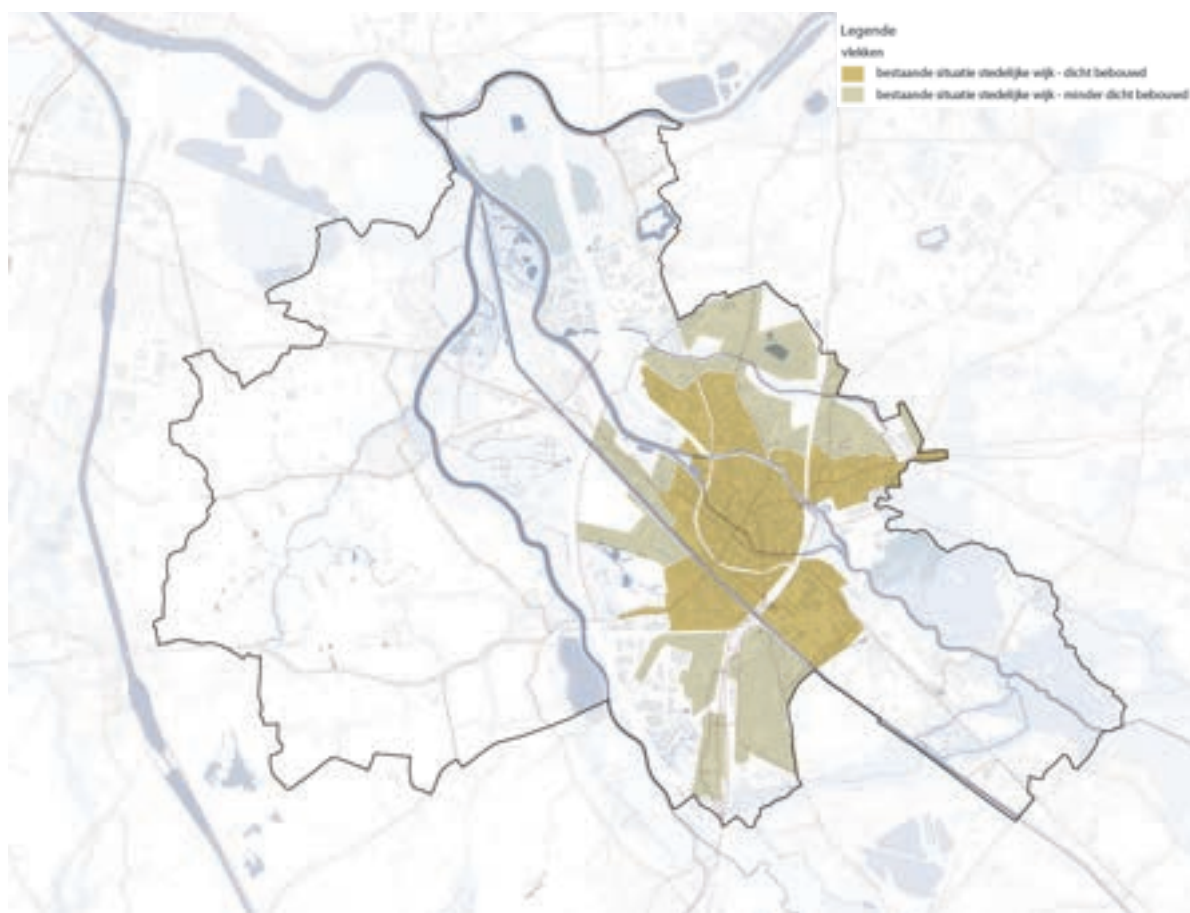 Legende
vlekken
bestaande situatie stedelijke wijk - dicht bebouwd
bestaande situatie stedelijke wijk - minder dicht bebouwd